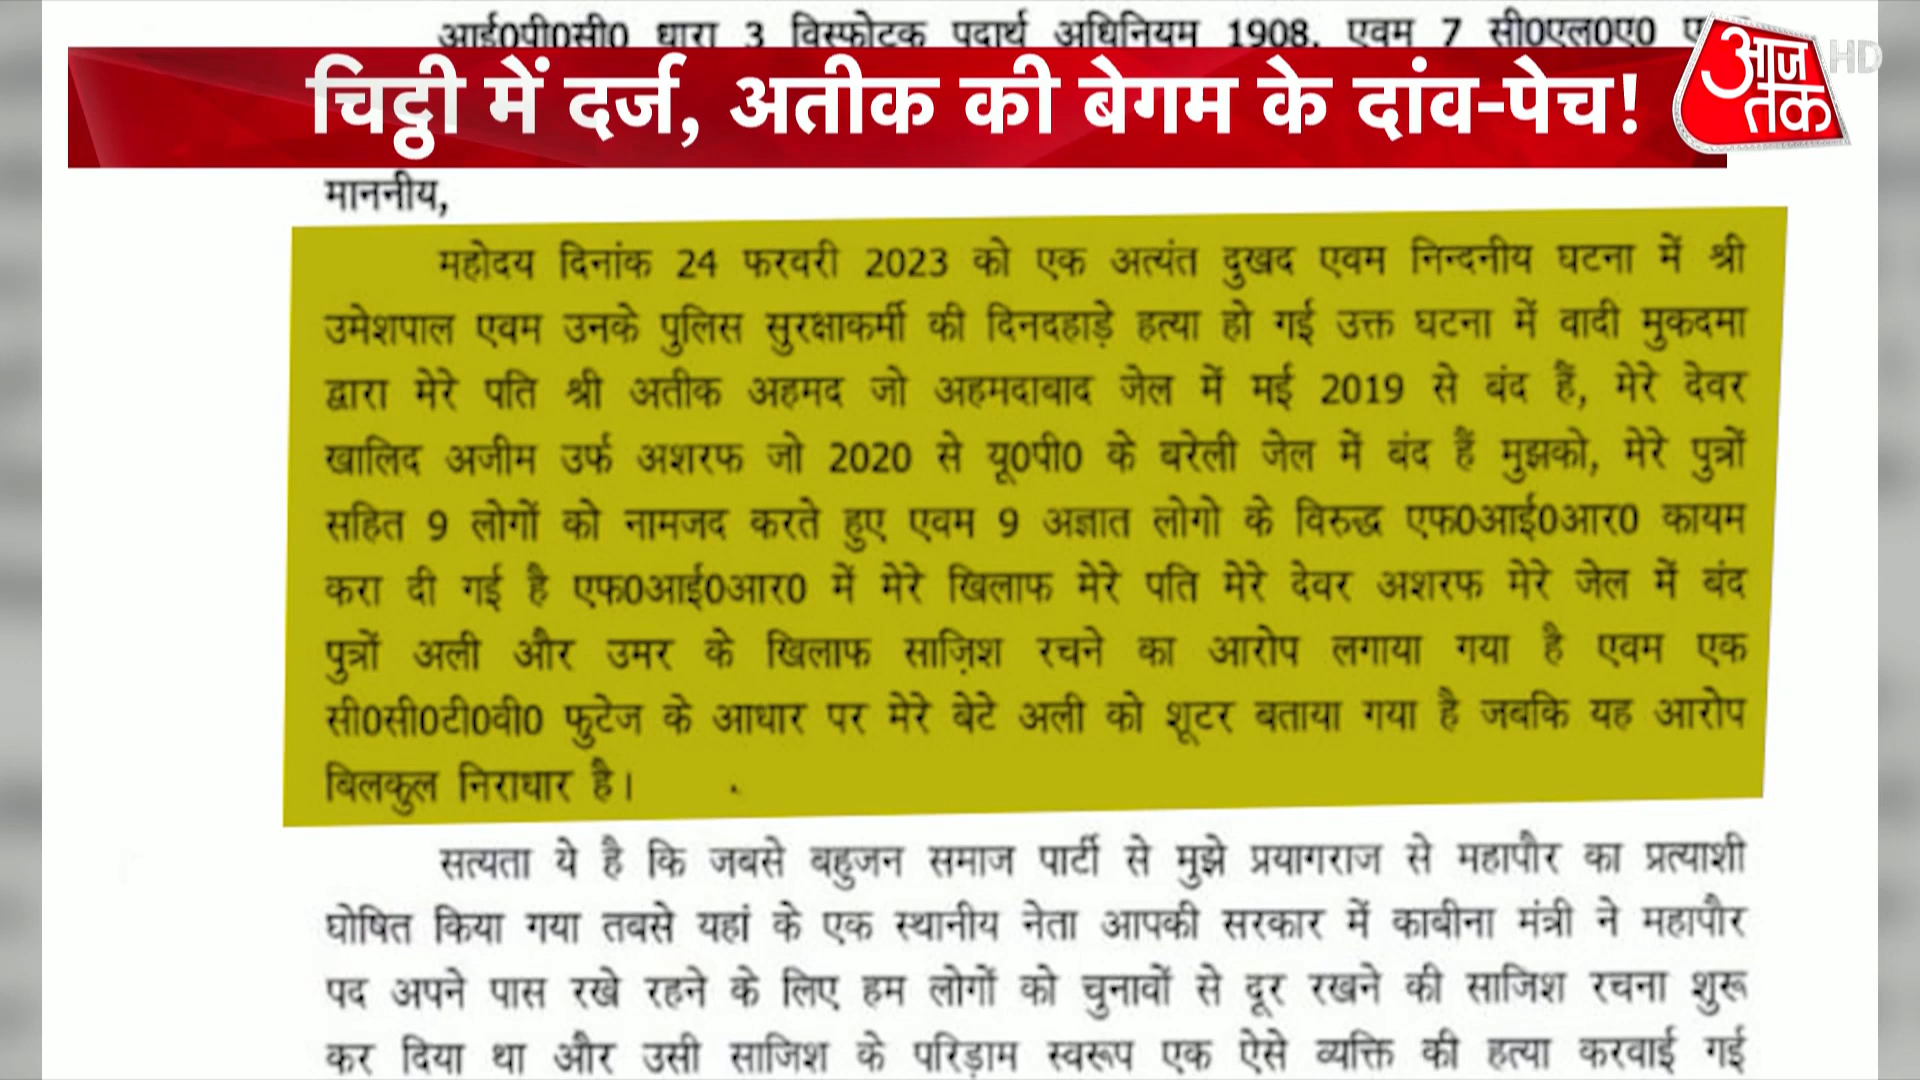 आई0पी0सी0 धारा 3 विस्फोटक पदार्थ अधिनियम 1908, एवम 7 सी0एल0ए0
चिट्ठी में दर्ज, अतीक की बेगम के दांव-पेच!
आज तक HD
माननीय,
महोदय दिनांक 24 फरवरी 2023 को एक अत्यंत दुखद एवम निन्दनीय घटना में श्री
उमेशपाल एवम उनके पुलिस सुरक्षाकर्मी की दिनदहाड़े हत्या हो गई उक्त घटना में वादी मुकदमा
द्वारा मेरे पति श्री अतीक अहमद जो अहमदाबाद जेल में मई 2019 से बंद हैं, मेरे देवर
खालिद अजीम उर्फ अशरफ जो 2020 से यू0पी0 के बरेली जेल में बंद हैं मुझको, मेरे पुत्रों
सहित 9 लोगों को नामजद करते हुए एवम 9 अज्ञात लोगो के विरुद्ध एफ0आई0आर0 कायम
करा दी गई है एफ0आई0आर0 में मेरे खिलाफ मेरे पति मेरे देवर अशरफ मेरे जेल में बंद
पुत्रों अली और उमर के खिलाफ साज़िश रचने का आरोप लगाया गया है एवम एक
सी0सी0टी0वी0 फुटेज के आधार पर मेरे बेटे अली को शूटर बताया गया है जबकि यह आरोप
बिलकुल निराधार है।
सत्यता ये है कि जबसे बहुजन समाज पार्टी से मुझे प्रयागराज से महापौर का प्रत्याशी
घोषित किया गया तबसे यहां के एक स्थानीय नेता आपकी सरकार में काबीना मंत्री ने महापौर
पद अपने पास रखे रहने के लिए हम लोगों को चुनावों से दूर रखने की साजिश रचना शुरू
कर दिया था और उसी साजिश के परिड़ाम स्वरूप एक ऐसे व्यक्ति की हत्या करवाई गई